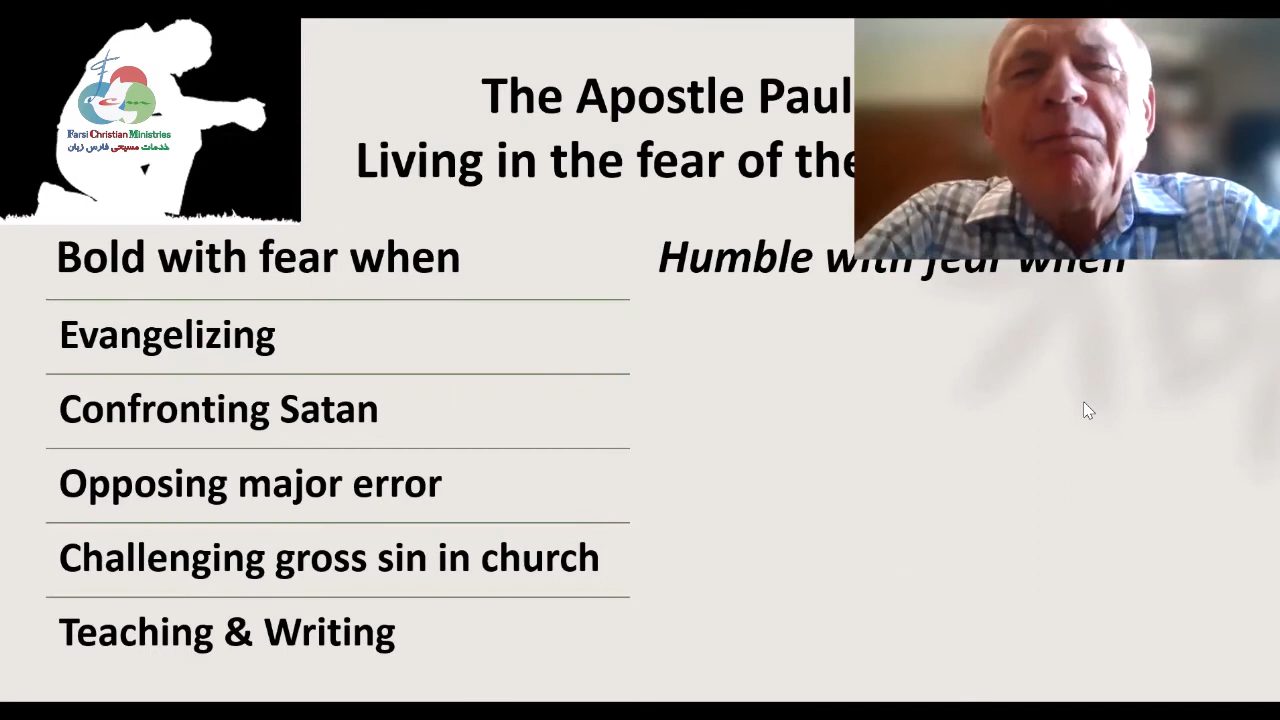 Farsi Christian Ministries
خدمات مسیحی فارس زبان
The Apostle Paul
Living in the fear of the
Bold with fear when
Humble with fear when
Evangelizing
Confronting Satan
Opposing major error
Challenging gross sin in church
Teaching & Writing